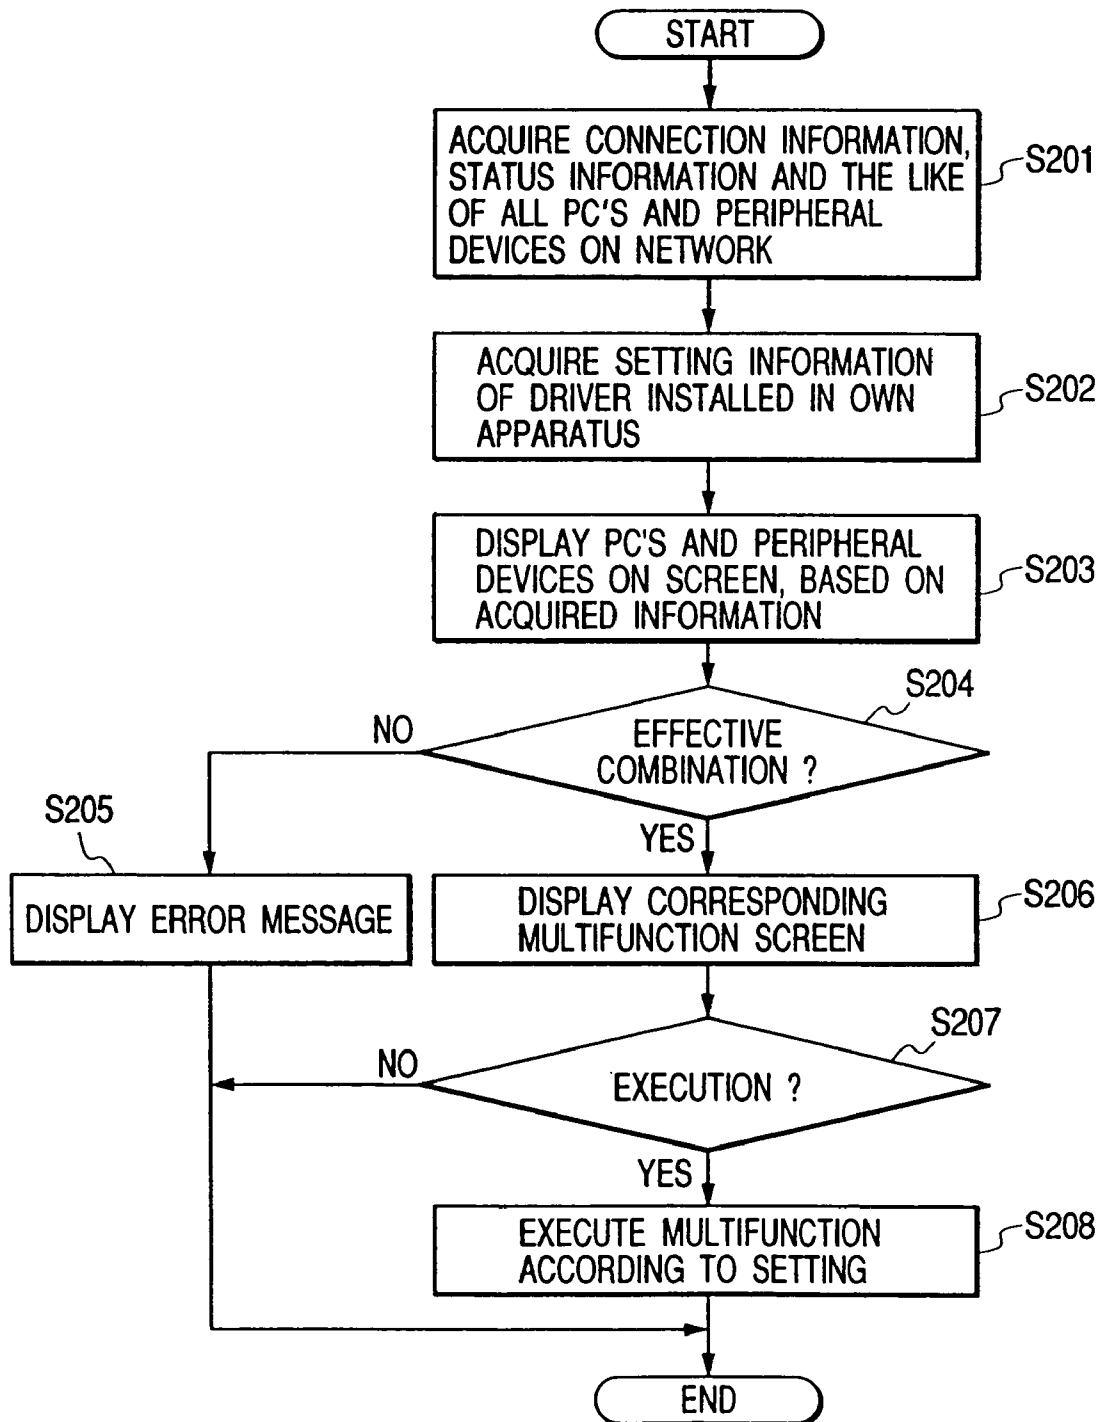 START
ACQUIRE CONNECTION INFORMATION,
STATUS INFORMATION AND THE LIKE
OF ALL PC'S AND PERIPHERAL
DEVICES ON NETWORK
S201
ACQUIRE SETTING INFORMATION
OF DRIVER INSTALLED IN OWN
APPARATUS
S202
DISPLAY PC'S AND PERIPHERAL
DEVICES ON SCREEN, BASED ON
ACQUIRED INFORMATION
S203
S204
EFFECTIVE
COMBINATION ?
NO
YES
S205
DISPLAY ERROR MESSAGE
DISPLAY CORRESPONDING
MULTIFUNCTION SCREEN
S206
S207
EXECUTION ?
NO
YES
EXECUTE MULTIFUNCTION
ACCORDING TO SETTING
S208
END